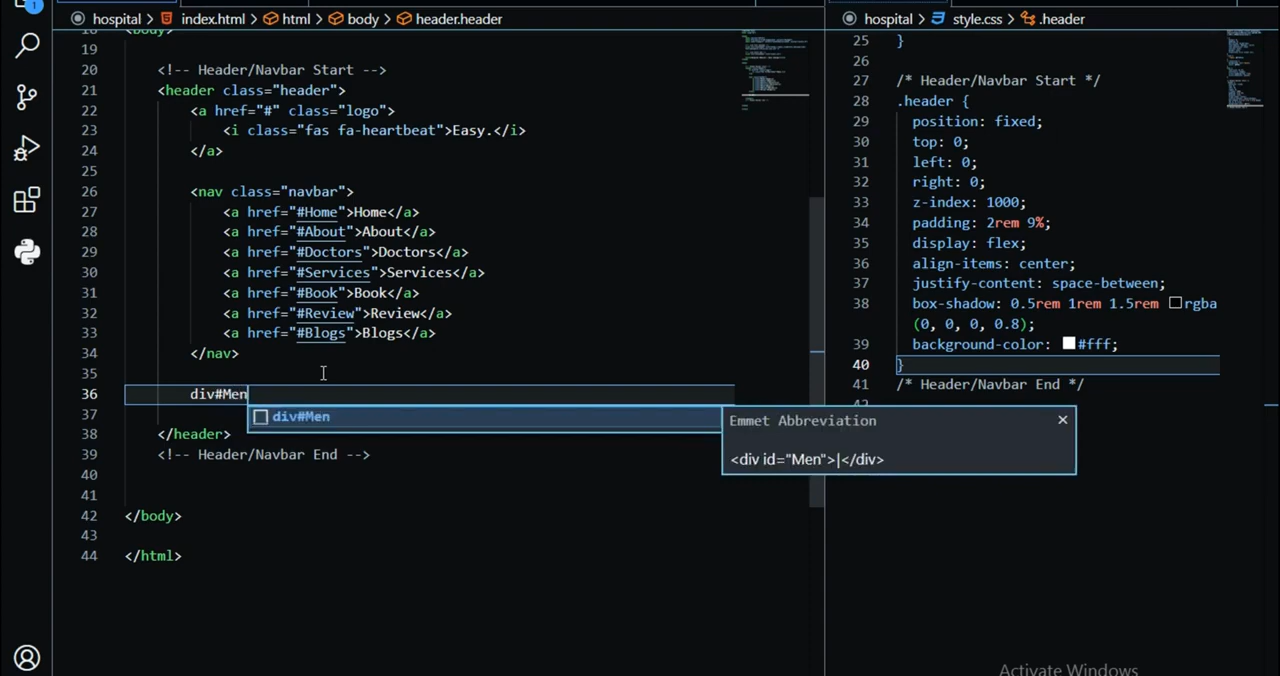 1
hospital > index.html > html > body > header.header
18 <body>
19
20 <!-- Header/Navbar Start -->
21 <header class="header">
22 <a href="#" class="logo">
23 <i class="fas fa-heartbeat">Easy.</i>
24 </a>
25
26 <nav class="navbar">
27 <a href="#Home">Home</a>
28 <a href="#About">About</a>
29 <a href="#Doctors">Doctors</a>
30 <a href="#Services">Services</a>
31 <a href="#Book">Book</a>
32 <a href="#Review">Review</a>
33 <a href="#Blogs">Blogs</a>
34 </nav>
35
36 div#Men
div#Men
37
38 </header>
39 <!-- Header/Navbar End -->
40
41
42 </body>
43
44 </html>
Emmet Abbreviation
<div id="Men">|</div>
hospital > style.css > .header
25 }
26
27 /* Header/Navbar Start */
28 .header {
29 position: fixed;
30 top: 0;
31 left: 0;
32 right: 0;
33 z-index: 1000;
34 padding: 2rem 9%;
35 display: flex;
36 align-items: center;
37 justify-content: space-between;
38 box-shadow: 0.5rem 1rem 1.5rem rgba
(0, 0, 0, 0.8);
39 background-color: #fff;
40 }
41 /* Header/Navbar End */
Activate Windows